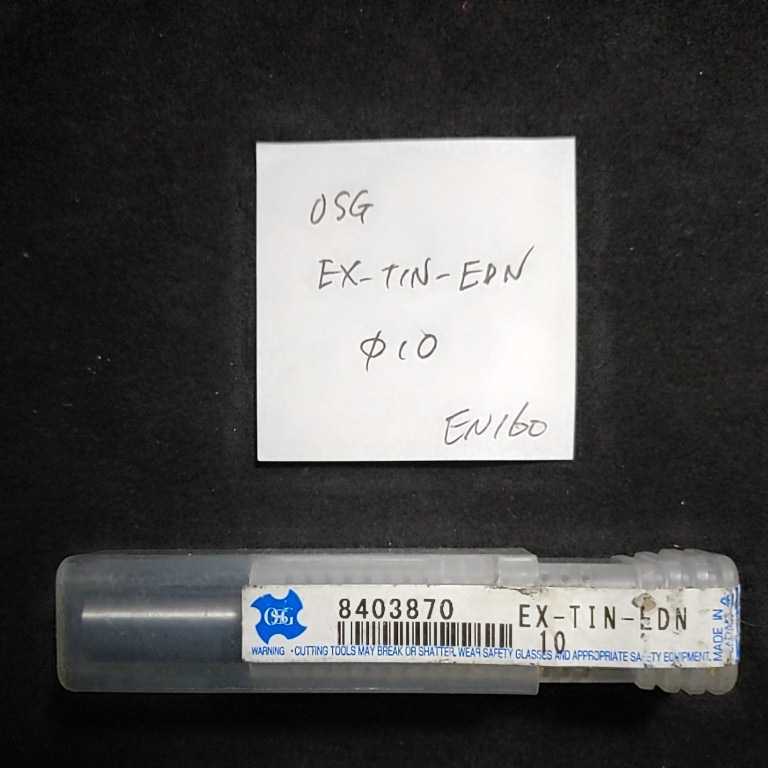 OSG
EX-TIN-EDN
φ10
EN160
OSG
8403870
EX-TIN-EDN
10
WARNING • CUTTING TOOLS MAY BREAK OR SHATTER. WEAR SAFETY GLASSES AND APPROPRIATE SAFETY EQUIPMENT.
MADE IN